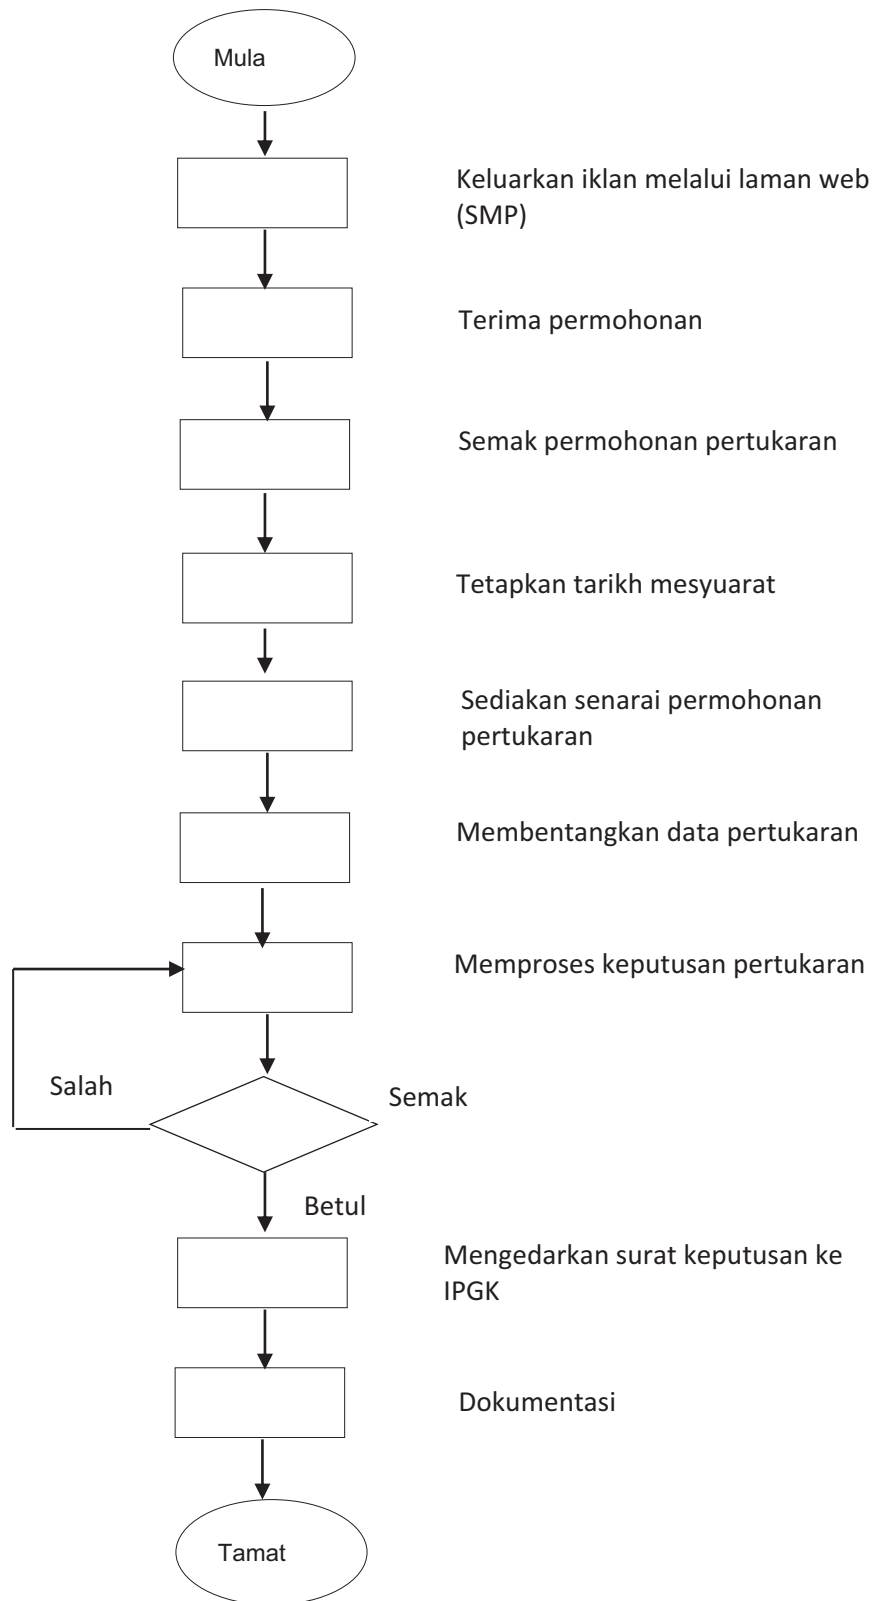 Mula
Keluarkan iklan melalui laman web
(SMP)
Terima permohonan
Semak permohonan pertukaran
Tetapkan tarikh mesyuarat
Sediakan senarai permohonan
pertukaran
Membentangkan data pertukaran
Memproses keputusan pertukaran
Salah
Semak
Betul
Mengedarkan surat keputusan ke
IPGK
Dokumentasi
Tamat